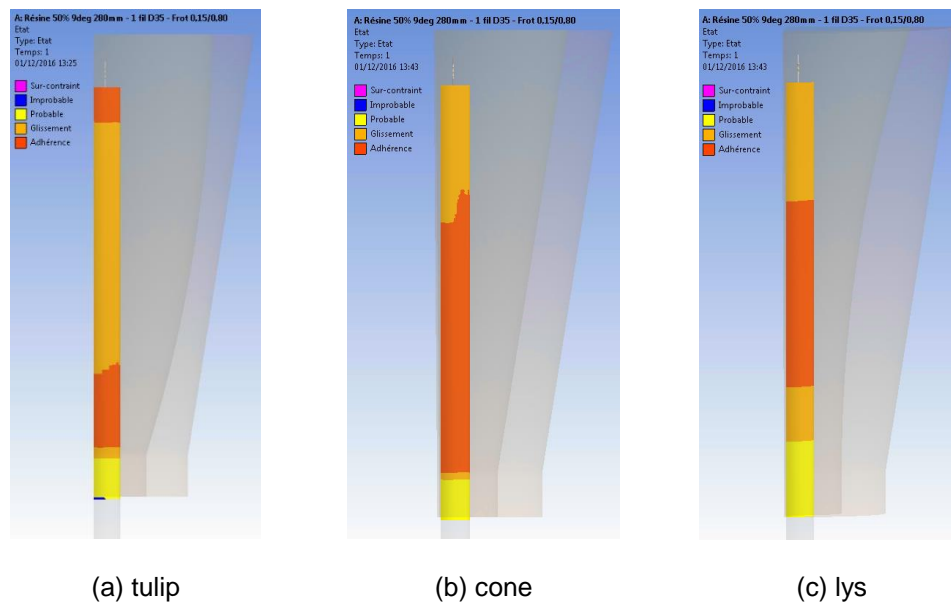 A: Résine 50% 9deg 280mm - 1 fil D35 - Frot 0,15/0,80
Etat
Type: Etat
Temps: 1
01/12/2016 13:25
Sur-contraint
Improbable
Probable
Glissement
Adhérence
(a) tulip
A: Résine 50% 9deg 280mm - 1 fil D35 - Frot 0,15/0,80
Etat
Type: Etat
Temps: 1
01/12/2016 13:43
Sur-contraint
Improbable
Probable
Glissement
Adhérence
(b) cone
A: Résine 50% 9deg 280mm - 1 fil D35 - Frot 0,15/0,80
Etat
Type: Etat
Temps: 1
01/12/2016 13:43
Sur-contraint
Improbable
Probable
Glissement
Adhérence
(c) lys